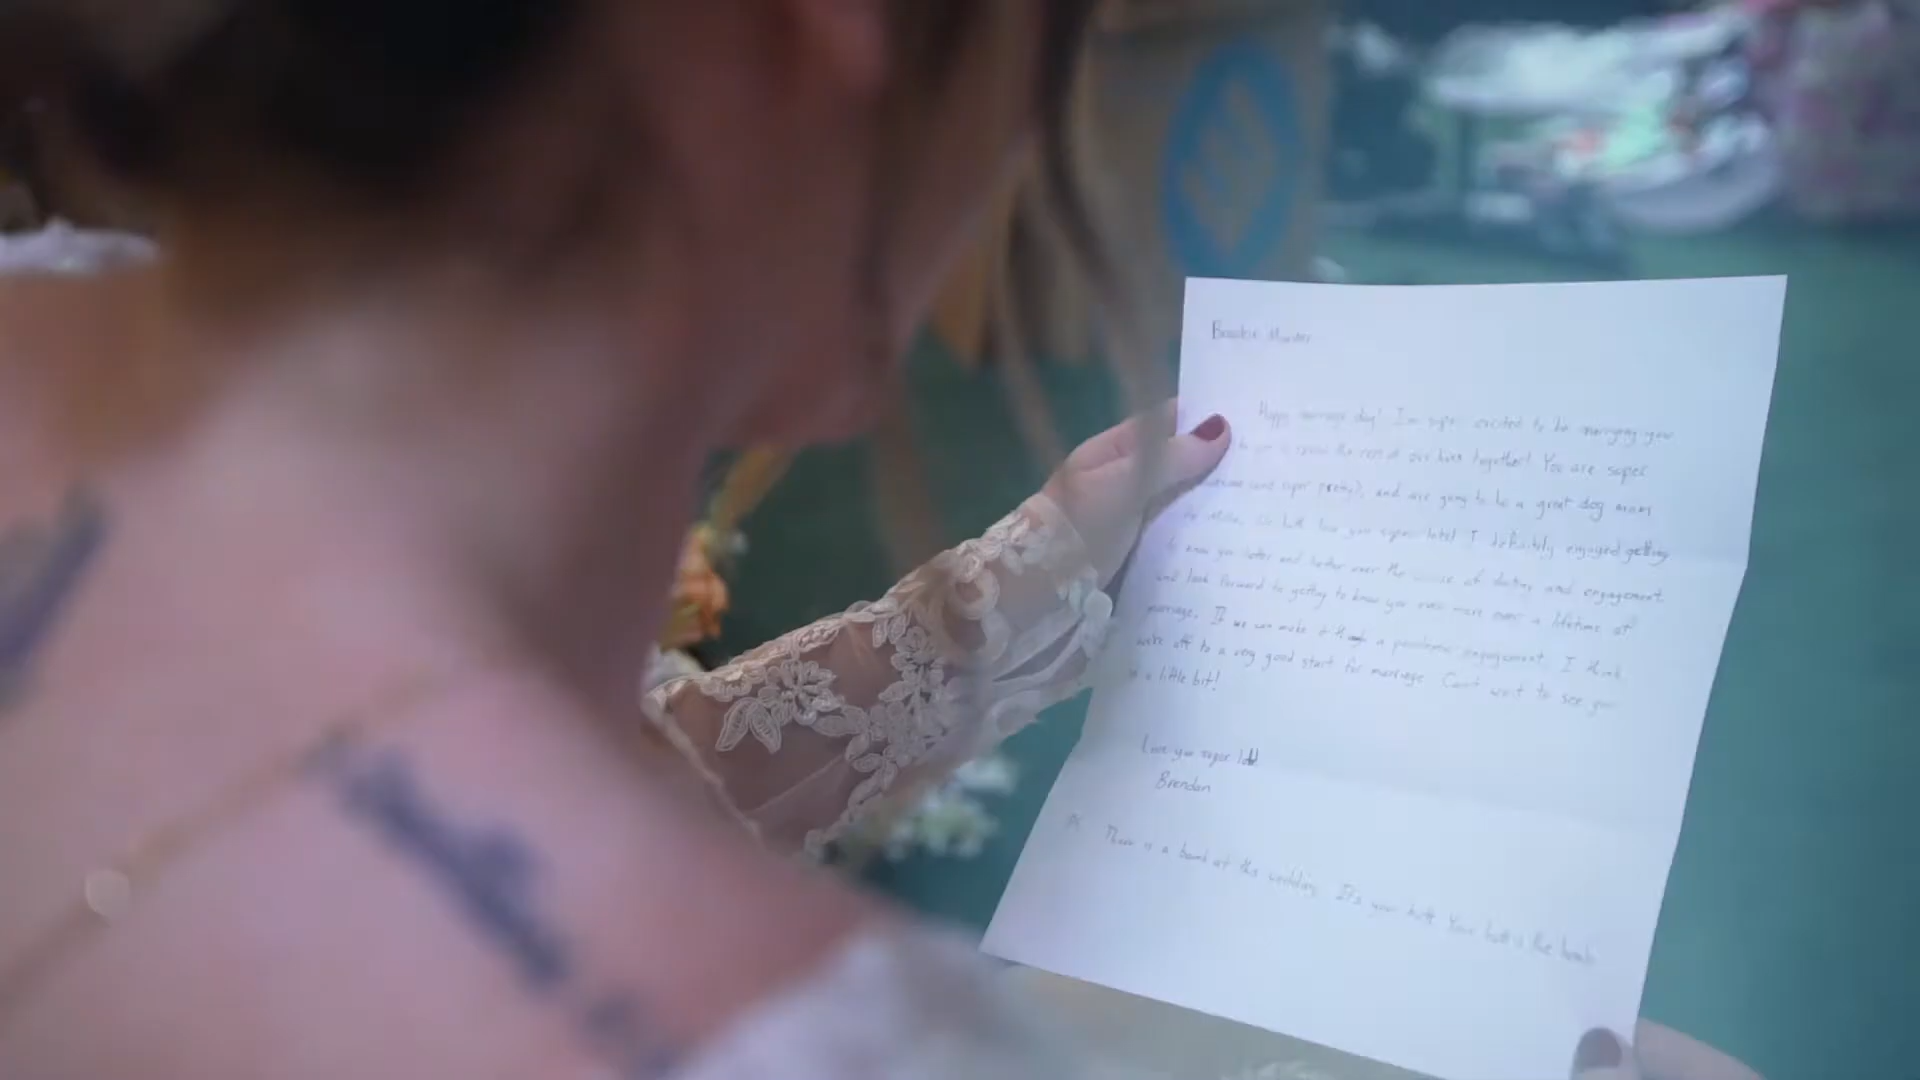 Happy marriage day! I'm super excited to be marrying you
to spend the rest of our lives together! You are super
awesome (and super pretty), and are going to be a great dog mom
We both love you super lots! I definitely enjoyed getting
to know you better and better over the course of dating and engagement
and look forward to getting to know you even more over a lifetime of
marriage. If we can make it through a pandemic engagement, I think
we're off to a very good start for marriage. Can't wait to see you
in a little bit!
Love you super lots!
Brendan
PS There is a bomb at this wedding. It's your butt. Your butt is the bomb